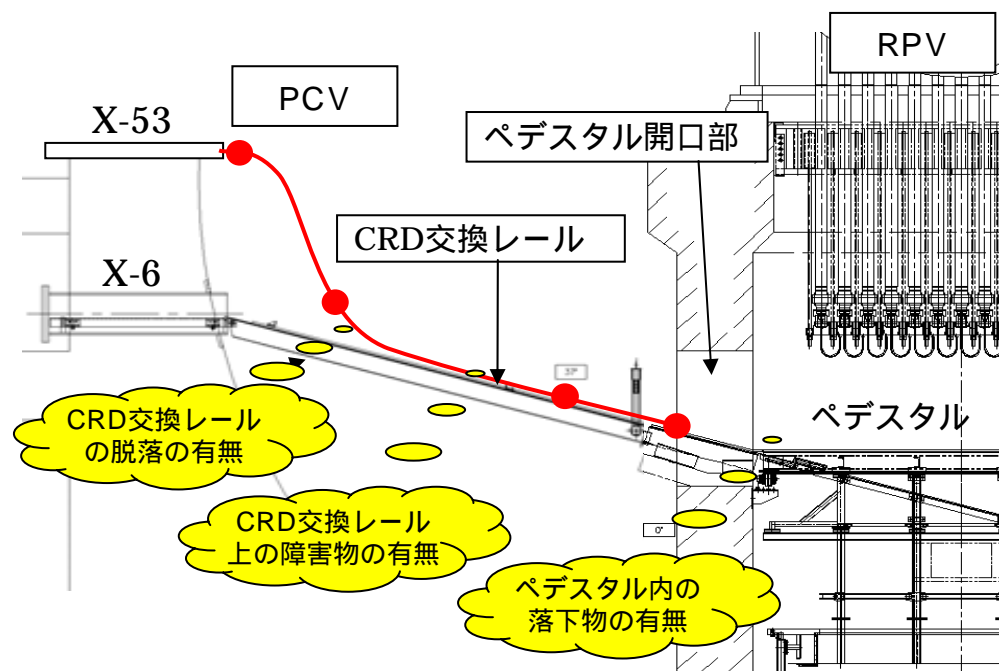 RPV
PCV
X-53
ペデスタル開口部
CRD交換レール
X-6
37°
ペデスタル
CRD交換レール
の脱落の有無
CRD交換レール
上の障害物の有無
0°
ペデスタル内の
落下物の有無